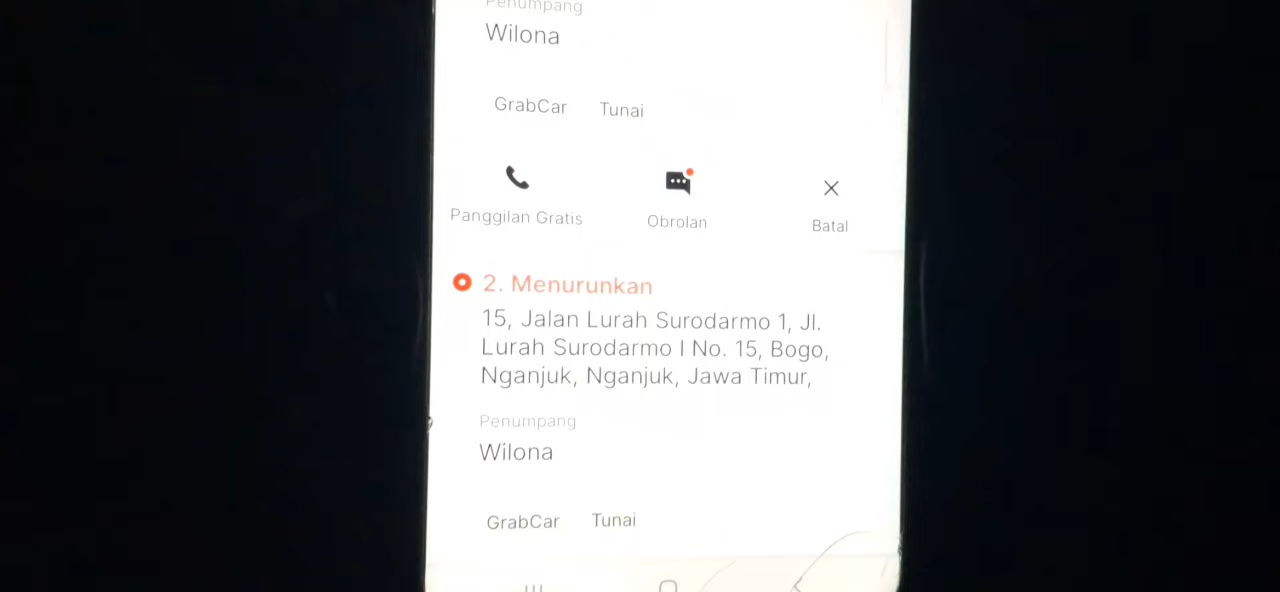 Penumpang
Wilona
GrabCar Tunai
Panggilan Gratis Obrolan Batal
2. Menurunkan
15, Jalan Lurah Surodarmo 1, Jl.
Lurah Surodarmo I No. 15, Bogo,
Nganjuk, Nganjuk, Jawa Timur,
Penumpang
Wilona
GrabCar Tunai